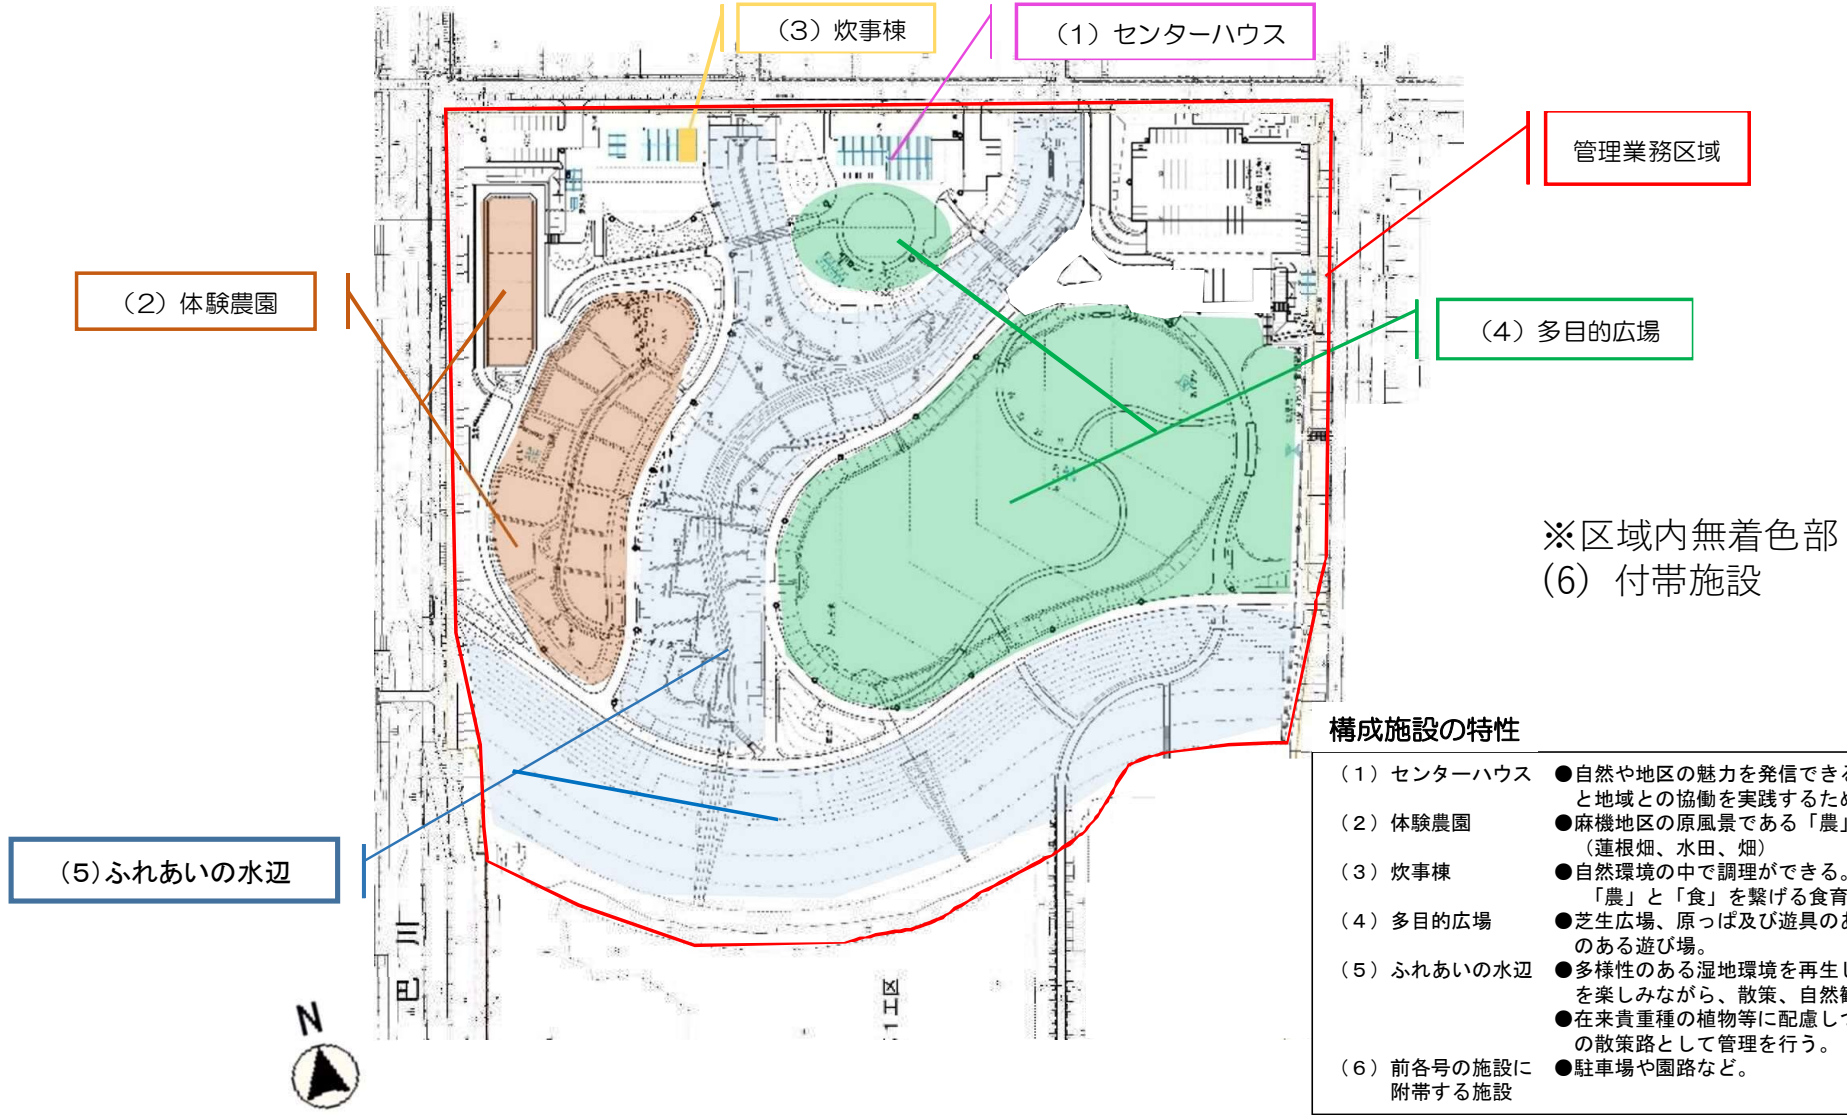 （3）炊事棟
（1）センターハウス
管理業務区域
（2）体験農園
（4）多目的広場
※区域内無着色部
(6) 付帯施設
（5）ふれあいの水辺
巴川
51工区
N
構成施設の特性
（1）センターハウス ●自然や地区の魅力を発信できる
と地域との協働を実践するため
（2）体験農園 ●麻機地区の原風景である「農」
（蓮根畑、水田、畑）
（3）炊事棟 ●自然環境の中で調理ができる。
「農」と「食」を繋げる食育
（4）多目的広場 ●芝生広場、原っぱ及び遊具のあ
のある遊び場。
（5）ふれあいの水辺 ●多様性のある湿地環境を再生し
を楽しみながら、散策、自然観
●在来貴重種の植物等に配慮して
の散策路として管理を行う。
（6）前各号の施設に ●駐車場や園路など。
附帯する施設